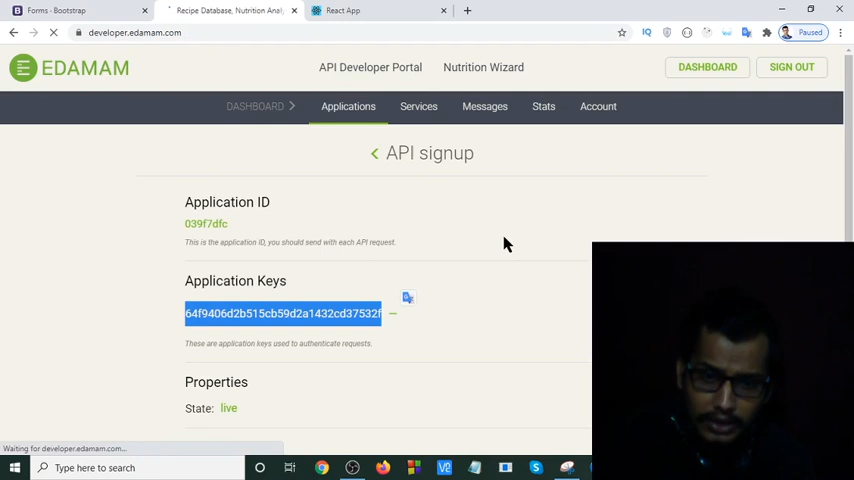 Forms · Bootstrap
Recipe Database, Nutrition Anal
React App
developer.edamam.com
IQ
Paused
EDAMAM
API Developer Portal
Nutrition Wizard
DASHBOARD
SIGN OUT
DASHBOARD
Applications
Services
Messages
Stats
Account
API signup
Application ID
039f7dfc
This is the application ID, you should send with each API request.
Application Keys
64f9406d2b515cb59d2a1432cd37532f
These are application keys used to authenticate requests.
Properties
State: live
Waiting for developer.edamam.com...
Type here to search